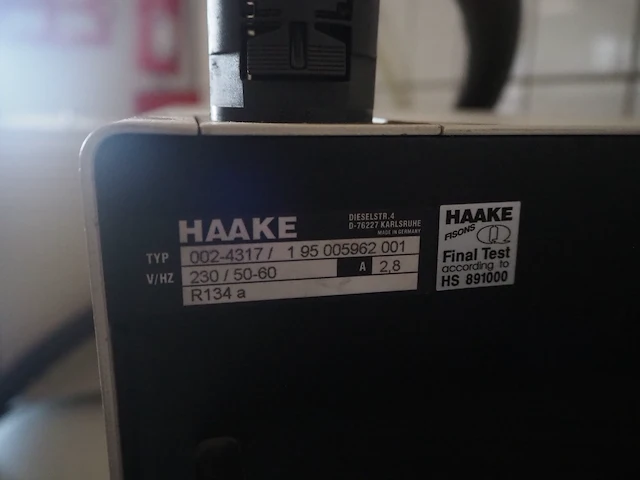 HAAKE
DIESELSTR.4
D-76227 KARLSRUHE
MADE IN GERMANY
TYP 002-4317 / 1 95 005962 001
V/HZ 230 / 50-60 A 2,8
R134 a
HAAKE
FISONS
Final Test
according to
HS 891000